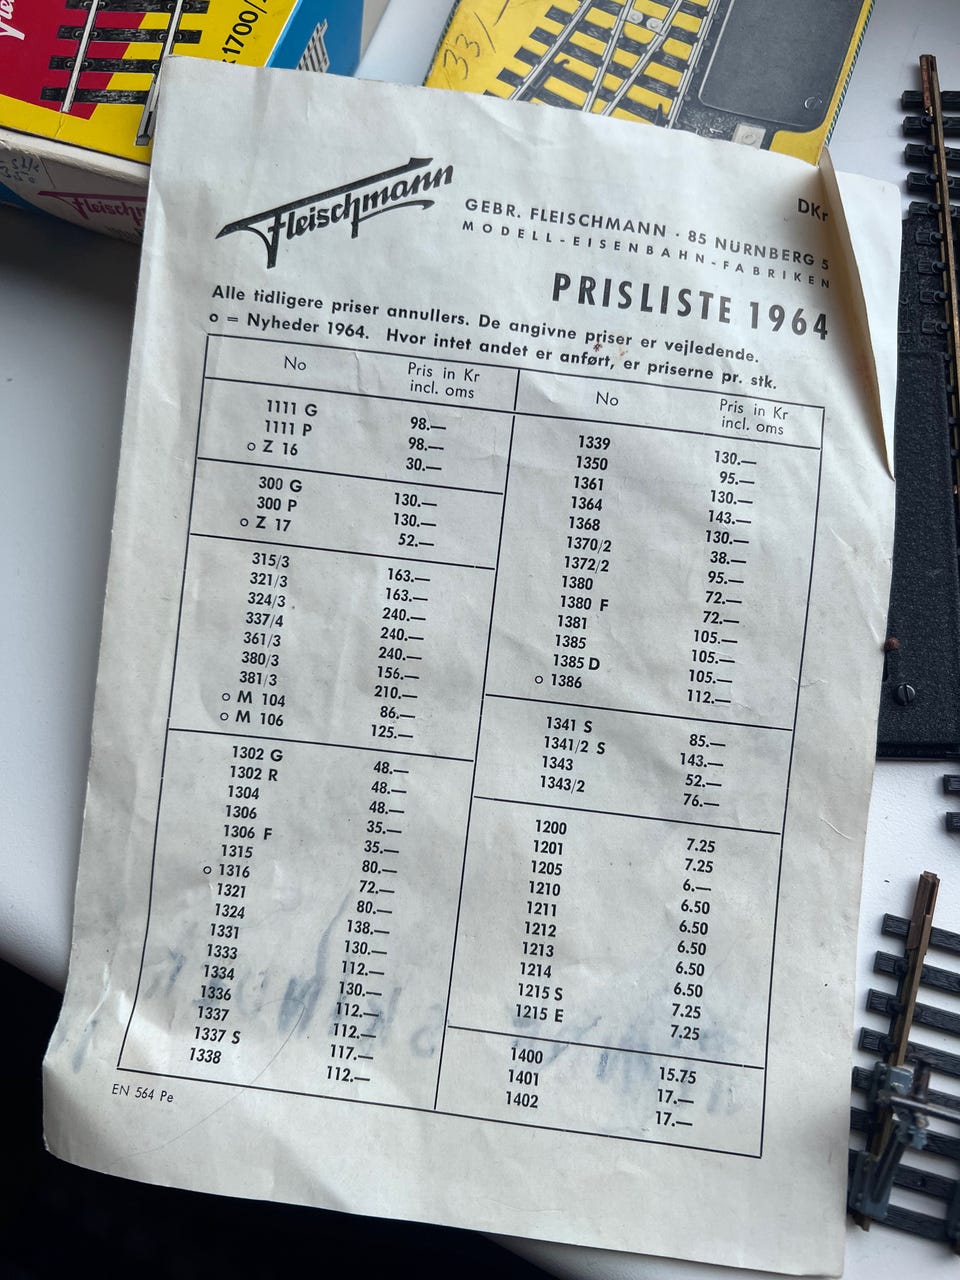 x 1700/
33/-
Fleischmann
DKr
GEBR. FLEISCHMANN · 85 NÜRNBERG 5
MODELL-EISENBAHN-FABRIKEN
PRISLISTE 1964
Alle tidligere priser annullers. De angivne priser er vejledende.
o = Nyheder 1964. Hvor intet andet er anført, er priserne pr. stk.
No Pris in Kr incl. oms
1111 G 98.—
1111 P 98.—
o Z 16 30.—
300 G 130.—
300 P 130.—
o Z 17 52.—
315/3 163.—
321/3 163.—
324/3 240.—
337/4 240.—
361/3 240.—
380/3 156.—
381/3 210.—
o M 104 86.—
o M 106 125.—
1302 G 48.—
1302 R 48.—
1304 48.—
1306 35.—
1306 F 35.—
1315 80.—
o 1316 72.—
1321 80.—
1324 138.—
1331 130.—
1333 112.—
1334 130.—
1336 112.—
1337 112.—
1337 S 117.—
1338 112.—
No Pris in Kr incl. oms
1339 130.—
1350 95.—
1361 130.—
1364 143.—
1368 130.—
1370/2 38.—
1372/2 95.—
1380 72.—
1380 F 72.—
1381 105.—
1385 105.—
1385 D 105.—
o 1386 112.—
1341 S 85.—
1341/2 S 143.—
1343 52.—
1343/2 76.—
1200 7.25
1201 7.25
1205 6.—
1210 6.50
1211 6.50
1212 6.50
1213 6.50
1214 6.50
1215 S 7.25
1215 E 7.25
1400 15.75
1401 17.—
1402 17.—
EN 564 Pe